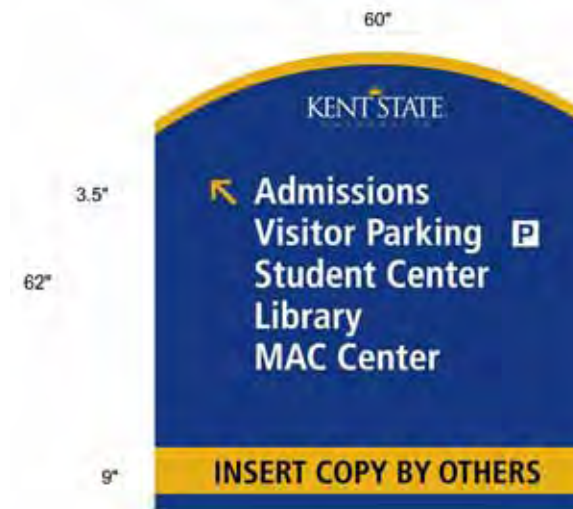 60"
KENT STATE
3.5"
Admissions
Visitor Parking P
Student Center
62"
Library
MAC Center
9"
INSERT COPY BY OTHERS